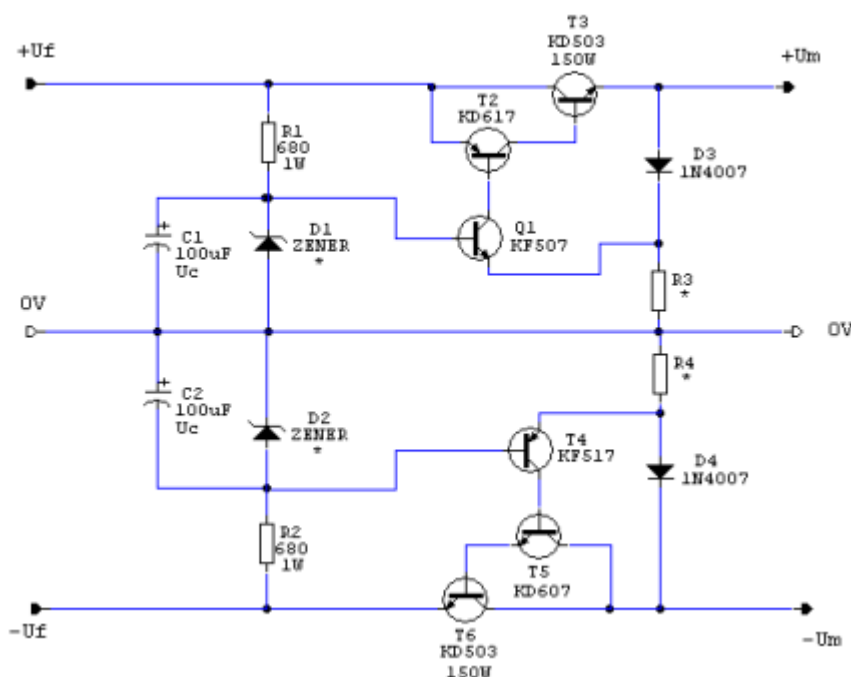 T3
KD503
150W
+Uf
+Um
T2
KD617
R1
680
1W
D3
1N4007
Q1
KF507
C1
100uF
Uc
D1
ZENER
*
R3
*
0V
0V
R4
*
C2
100uF
Uc
D2
ZENER
*
T4
KF517
D4
1N4007
R2
680
1W
T5
KD607
-Uf
-Um
T6
KD503
150W
+
+